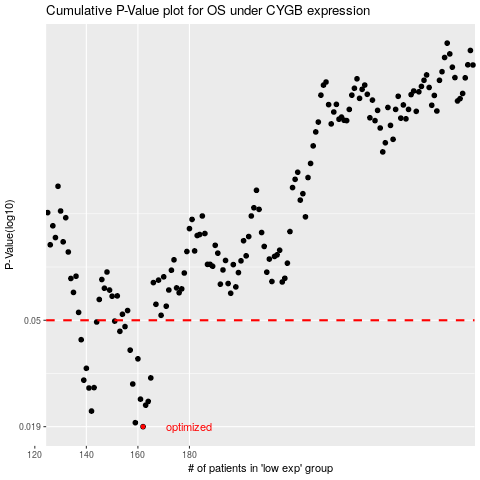 Cumulative P-Value plot for OS under CYGB expression
P-Value(log10)
0.05
0.019
optimized
120 140 160 180
# of patients in 'low exp' group